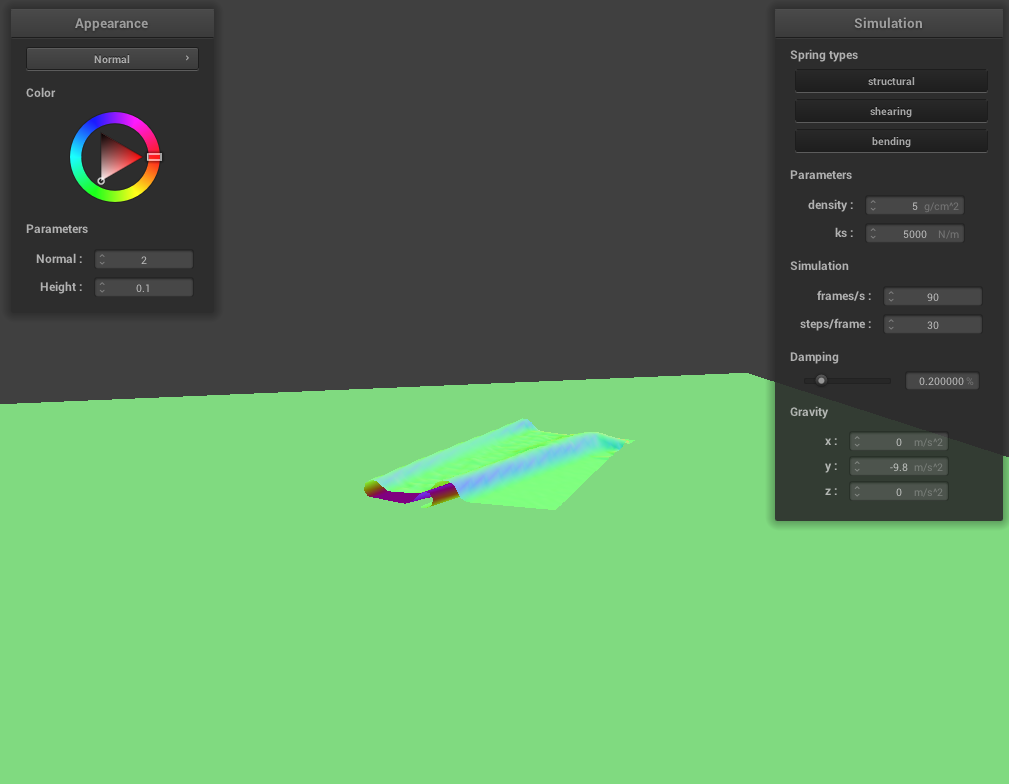 Appearance
Normal
Color
Parameters
Normal : 2
Height : 0.1
Simulation
Spring types
structural
shearing
bending
Parameters
density : 5 g/cm^2
ks : 5000 N/m
Simulation
frames/s : 90
steps/frame : 30
Damping
0.200000 %
Gravity
x : 0 m/s^2
y : -9.8 m/s^2
z : 0 m/s^2